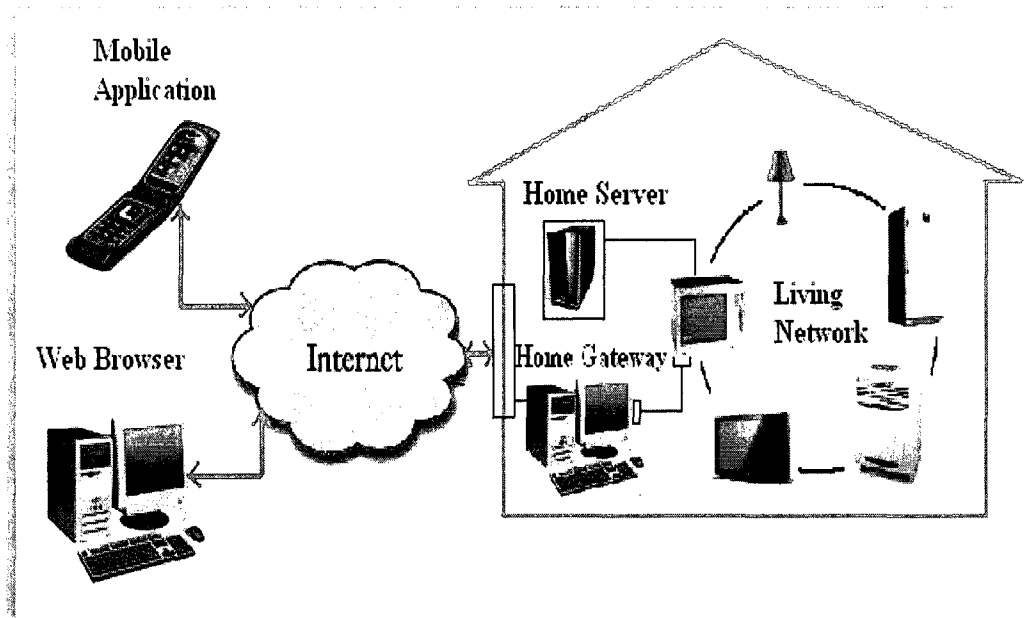 Mobile
Application
Home Server
Living
Network
Web Browser
Internet
Home Gateway